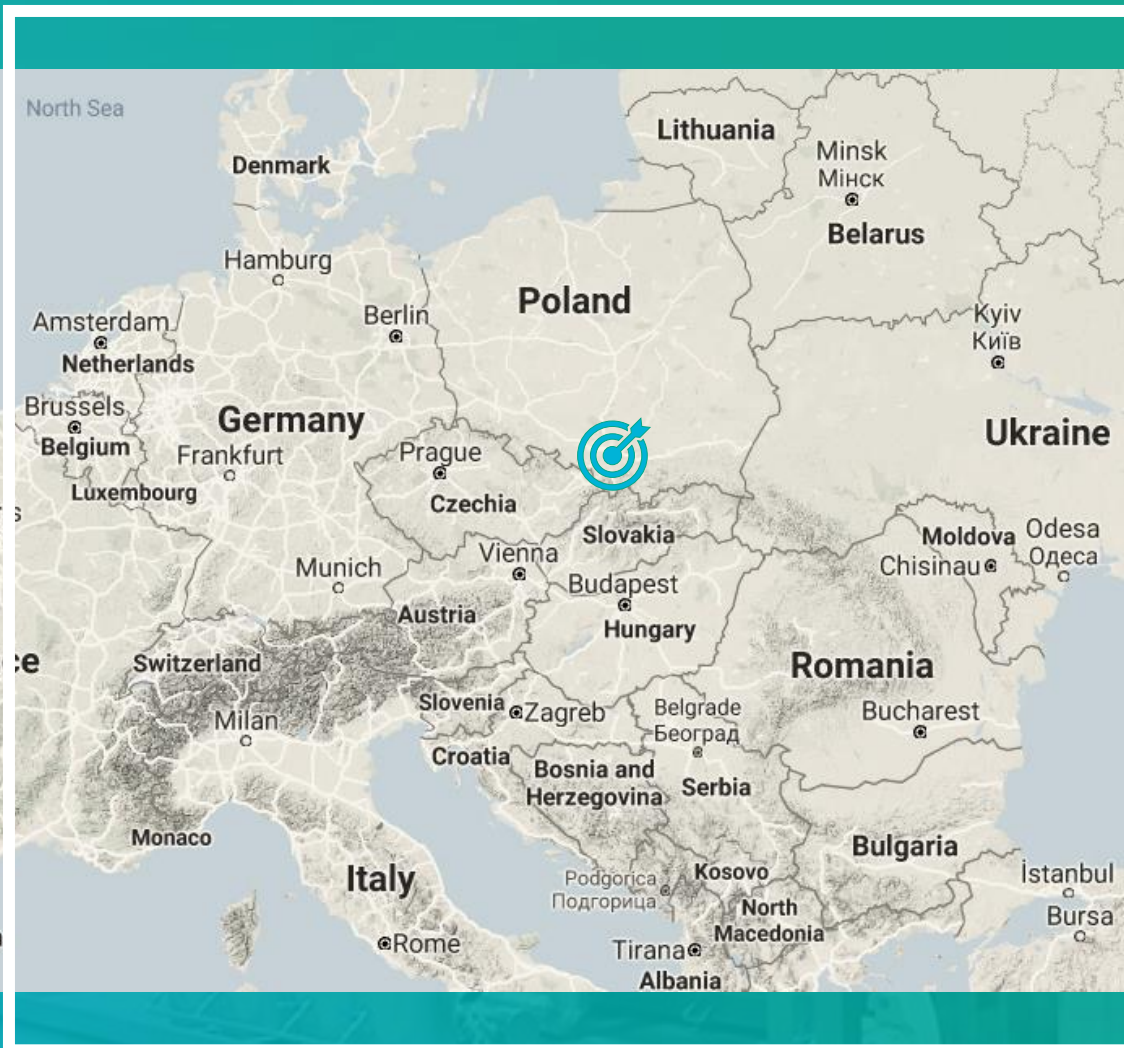 North Sea
Denmark
Lithuania
Minsk
Мінск
Belarus
Hamburg
Poland
Berlin
Amsterdam
Netherlands
Kyiv
Київ
Brussels
Belgium
Germany
Ukraine
Frankfurt
Prague
Luxembourg
Czechia
s
Slovakia
Moldova
Odesa
Одеса
Vienna
Munich
Chisinau
Budapest
Austria
Hungary
ce
Switzerland
Romania
Slovenia
Zagreb
Belgrade
Београд
Milan
Bucharest
Croatia
Bosnia and
Herzegovina
Serbia
Monaco
Bulgaria
Italy
Podgorica
Подгорица
Kosovo
İstanbul
North
Macedonia
Bursa
Rome
Tirana
Albania